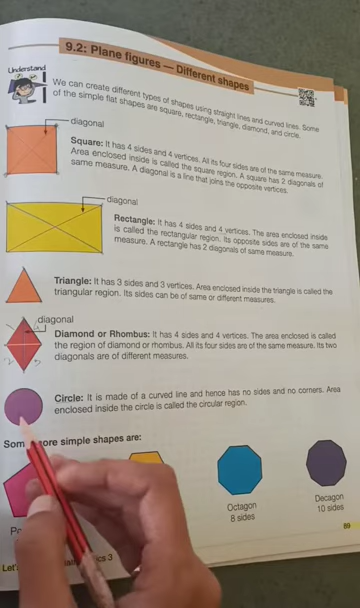 9.2: Plane figures — Different shapes
Understand
We can create different types of shapes using straight lines and curved lines. Some
of the simple flat shapes are square, rectangle, triangle, diamond, and circle.
diagonal
Square: It has 4 sides and 4 vertices. All its four sides are of the same measure.
Area enclosed inside is called the square region. A square has 2 diagonals of
same measure. A diagonal is a line that joins the opposite vertices.
diagonal
Rectangle: It has 4 sides and 4 vertices. The area enclosed inside
is called the rectangular region. Its opposite sides are of the same
measure. A rectangle has 2 diagonals of same measure.
Triangle: It has 3 sides and 3 vertices. Area enclosed inside the triangle is called the
triangular region. Its sides can be of same or different measures.
diagonal
Diamond or Rhombus: It has 4 sides and 4 vertices. The area enclosed is called
the region of diamond or rhombus. All its four sides are of the same measure. Its two
diagonals are of different measures.
Circle: It is made of a curved line and hence has no sides and no corners. Area
enclosed inside the circle is called the circular region.
simple shapes are:
Octagon
8 sides
Decagon
10 sides
89
3